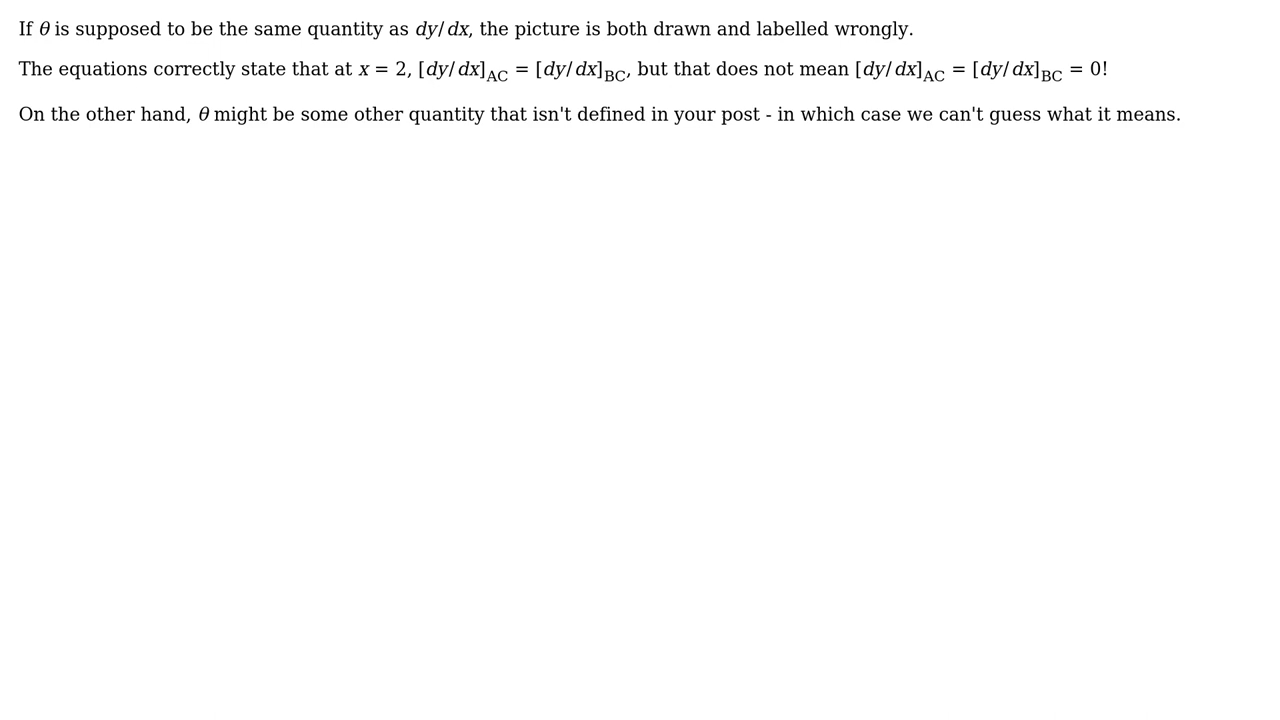 If θ is supposed to be the same quantity as dy/dx, the picture is both drawn and labelled wrongly.
The equations correctly state that at x = 2, [dy/dx]AC = [dy/dx]BC, but that does not mean [dy/dx]AC = [dy/dx]BC = 0!
On the other hand, θ might be some other quantity that isn't defined in your post - in which case we can't guess what it means.